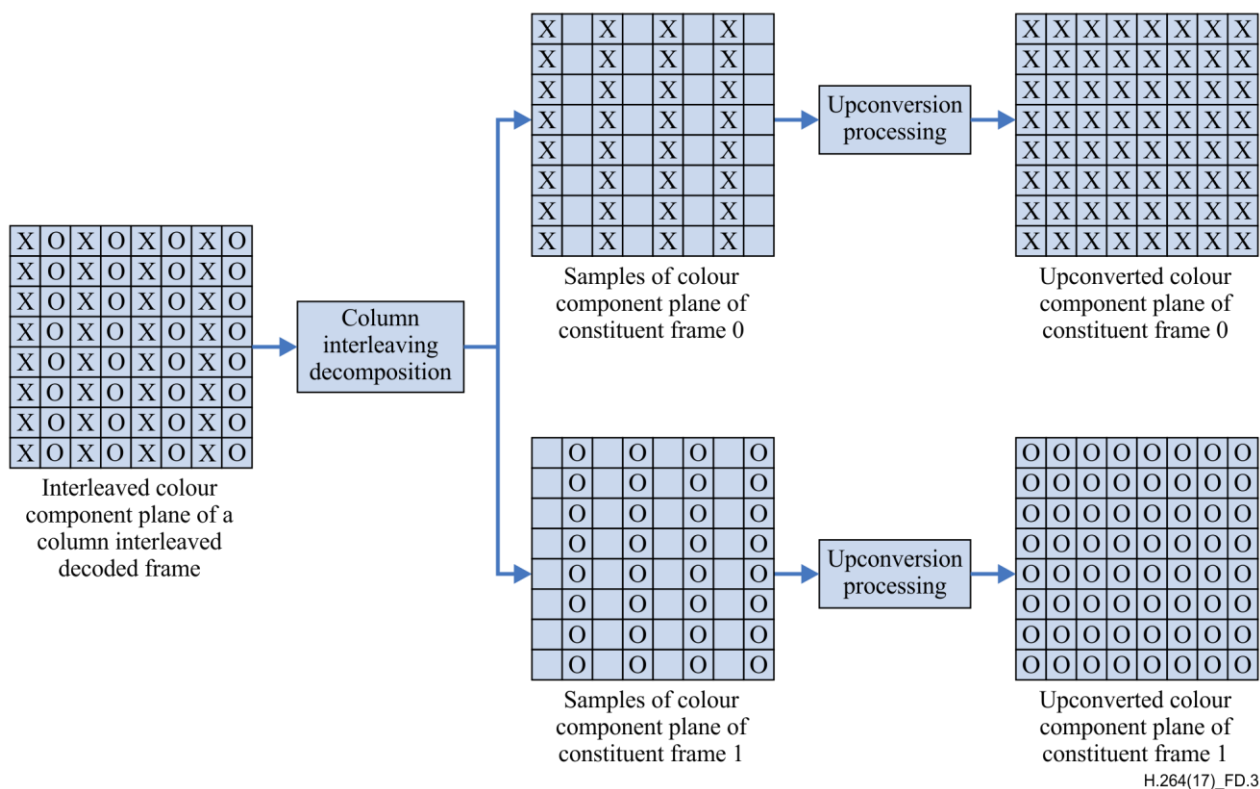 X X X X
X X X X
X X X X
X X X X
X X X X
X X X X
X X X X
X X X X
Samples of colour
component plane of
constituent frame 0
Upconversion
processing
X X X X X X X X
X X X X X X X X
X X X X X X X X
X X X X X X X X
X X X X X X X X
X X X X X X X X
X X X X X X X X
X X X X X X X X
Upconverted colour
component plane of
constituent frame 0
X O X O X O X O
X O X O X O X O
X O X O X O X O
X O X O X O X O
X O X O X O X O
X O X O X O X O
X O X O X O X O
X O X O X O X O
Interleaved colour
component plane of a
column interleaved
decoded frame
Column
interleaving
decomposition
O O O O
O O O O
O O O O
O O O O
O O O O
O O O O
O O O O
O O O O
Samples of colour
component plane of
constituent frame 1
Upconversion
processing
O O O O O O O O
O O O O O O O O
O O O O O O O O
O O O O O O O O
O O O O O O O O
O O O O O O O O
O O O O O O O O
O O O O O O O O
Upconverted colour
component plane of
constituent frame 1
H.264(17)_FD.3